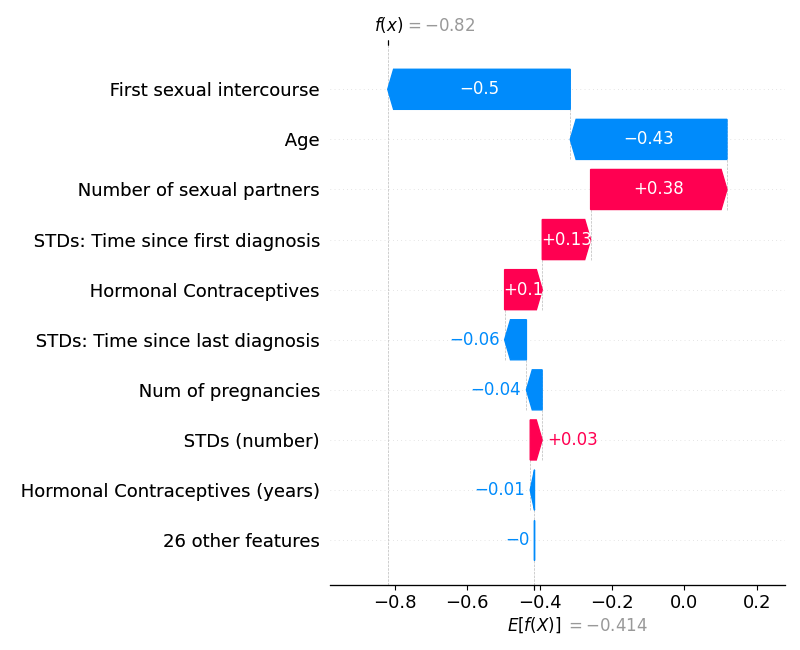 f(x) = −0.82
First sexual intercourse −0.5
Age −0.43
Number of sexual partners +0.38
STDs: Time since first diagnosis +0.13
Hormonal Contraceptives +0.1
STDs: Time since last diagnosis −0.06
Num of pregnancies −0.04
STDs (number) +0.03
Hormonal Contraceptives (years) −0.01
26 other features −0
−0.8 −0.6 −0.4 −0.2 0.0 0.2
E[f(X)] = −0.414